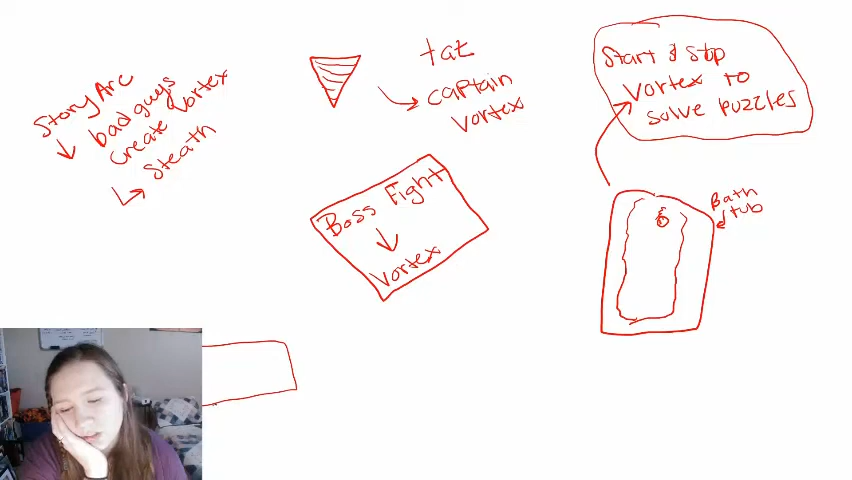 Story Arc
bad guys
create Vortex
Steath
tat
captain
vortex
Boss Fight
Vortex
Start & Stop
Vortex to
solve puzzles
Bath
tub